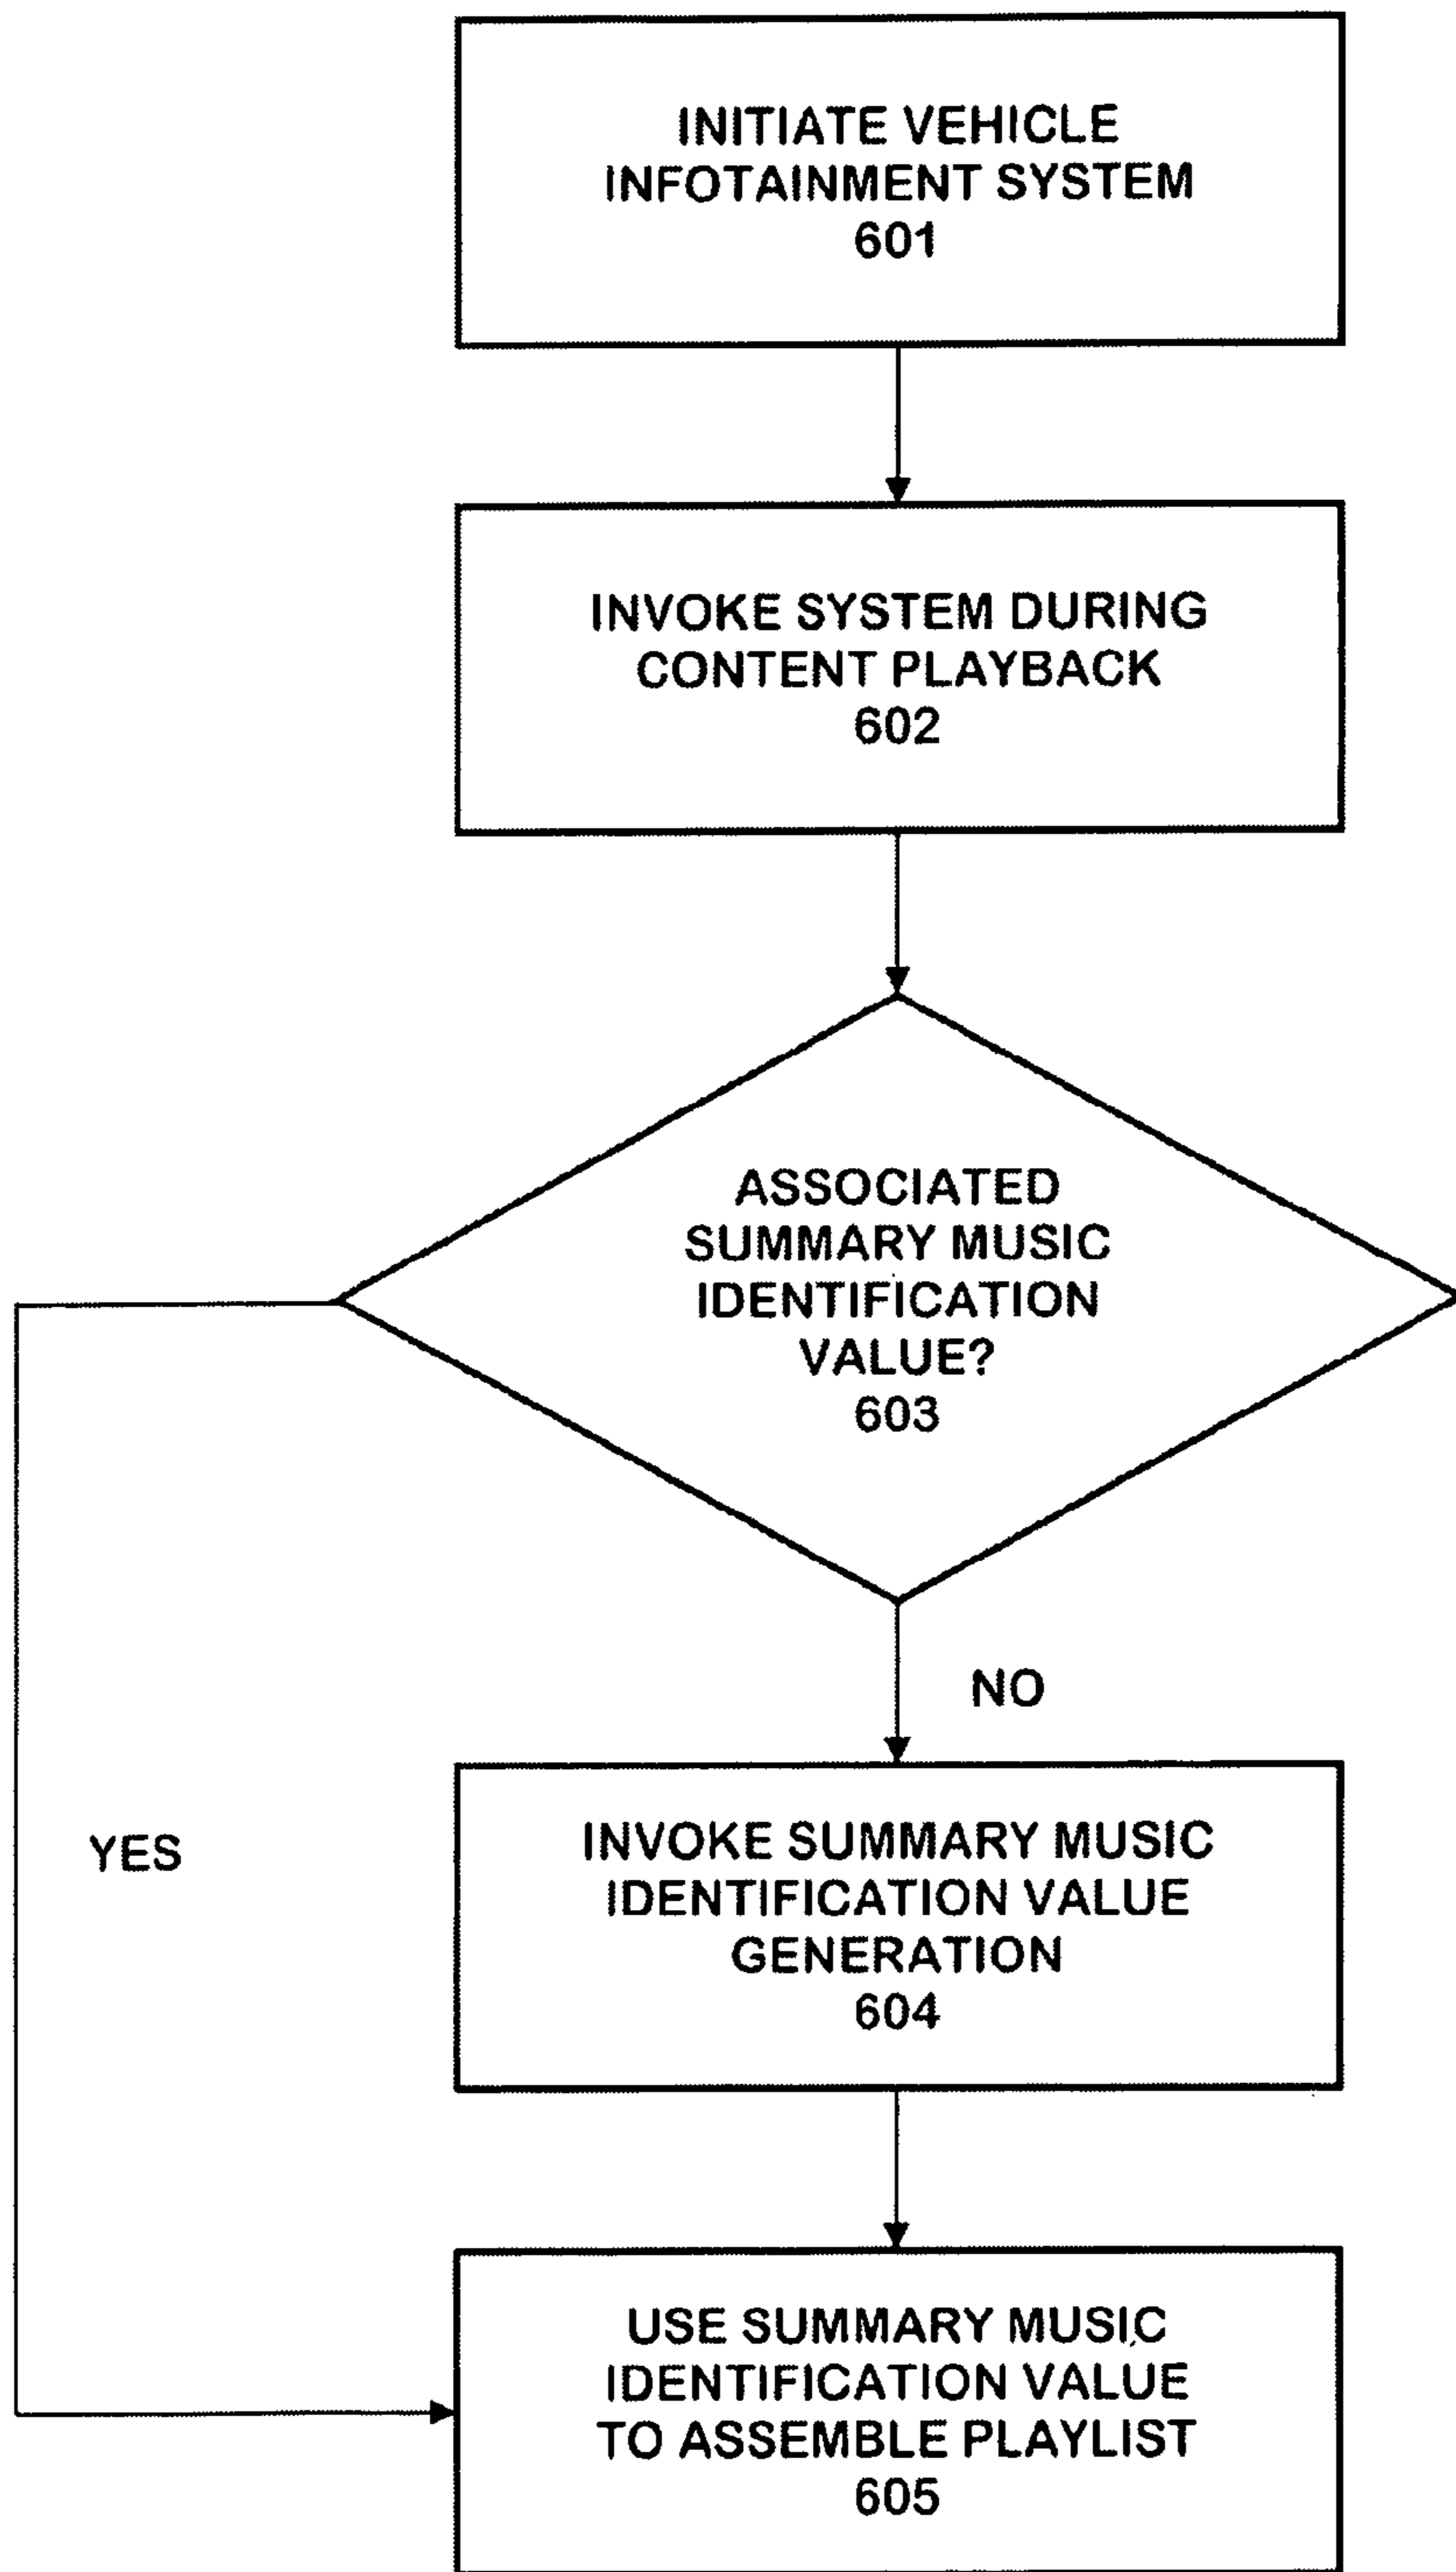 INITIATE VEHICLE
INFOTAINMENT SYSTEM
601
INVOKE SYSTEM DURING
CONTENT PLAYBACK
602
ASSOCIATED
SUMMARY MUSIC
IDENTIFICATION
VALUE?
603
NO
YES
INVOKE SUMMARY MUSIC
IDENTIFICATION VALUE
GENERATION
604
USE SUMMARY MUSIC
IDENTIFICATION VALUE
TO ASSEMBLE PLAYLIST
605